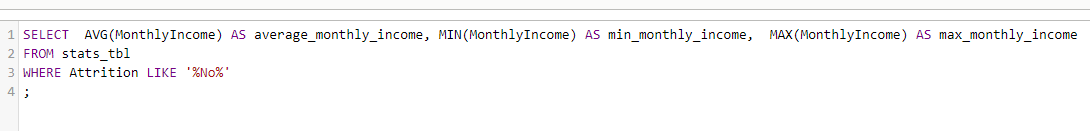 1 SELECT  AVG(MonthlyIncome) AS average_monthly_income, MIN(MonthlyIncome) AS min_monthly_income,  MAX(MonthlyIncome) AS max_monthly_income
2 FROM stats_tbl
3 WHERE Attrition LIKE '%No%'
4 ;